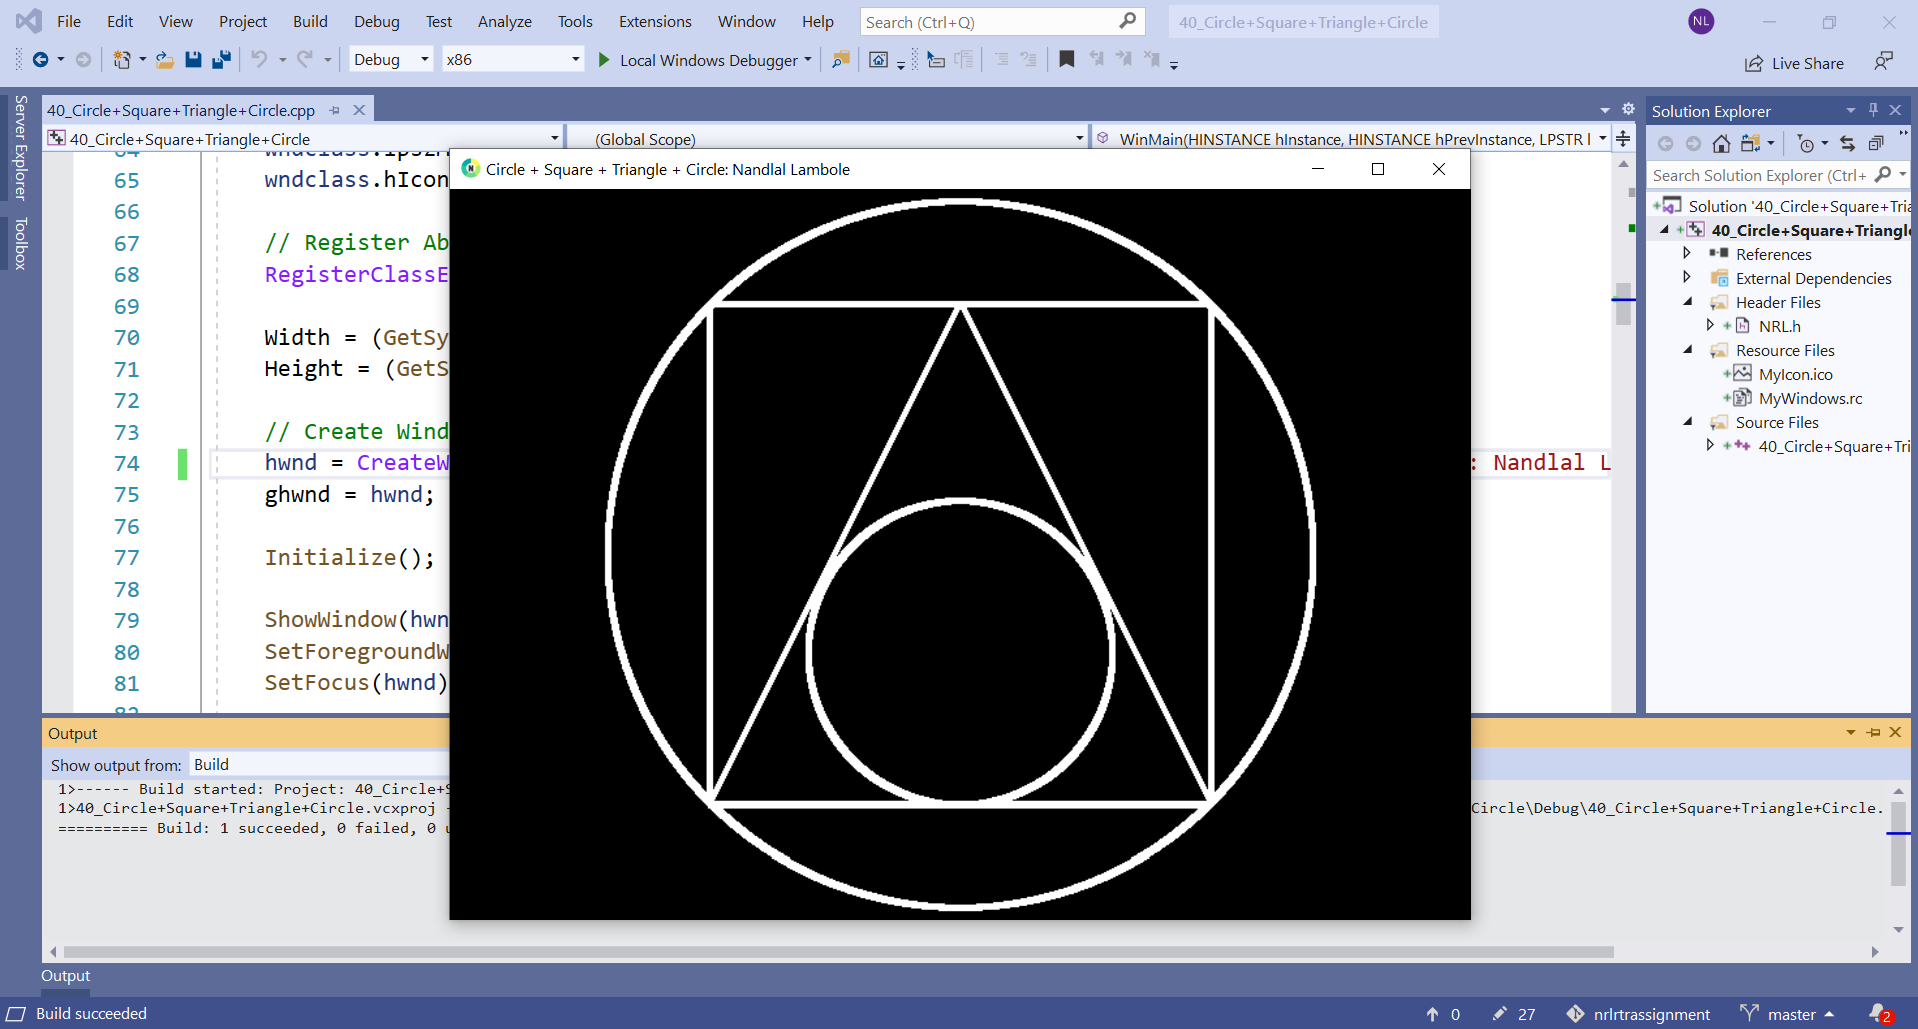 File Edit View Project Build Debug Test Analyze Tools Extensions Window Help Search (Ctrl+Q) 40_Circle+Square+Triangle+Circle NL
Debug x86 Local Windows Debugger Live Share
Server Explorer
Toolbox
40_Circle+Square+Triangle+Circle.cpp
40_Circle+Square+Triangle+Circle (Global Scope) WinMain(HINSTANCE hInstance, HINSTANCE hPrevInstance, LPSTR l
Circle + Square + Triangle + Circle: Nandlal Lambole
65 wndclass.hIcon
66
67 // Register Ab
68 RegisterClassE
69
70 Width = (GetSy
71 Height = (GetS
72
73 // Create Wind
74 hwnd = CreateW : Nandlal L
75 ghwnd = hwnd;
76
77 Initialize();
78
79 ShowWindow(hwn
80 SetForegroundW
81 SetFocus(hwnd)
Solution Explorer
Search Solution Explorer (Ctrl+
Solution '40_Circle+Square+Tria
40_Circle+Square+Triangle
References
External Dependencies
Header Files
NRL.h
Resource Files
MyIcon.ico
MyWindows.rc
Source Files
40_Circle+Square+Tri
Output
Show output from: Build
1>------ Build started: Project: 40_Circle+S
1>40_Circle+Square+Triangle+Circle.vcxproj - Circle\Debug\40_Circle+Square+Triangle+Circle.
========== Build: 1 succeeded, 0 failed, 0 u
Output
Build succeeded 0 27 nrlrtrassignment master 2